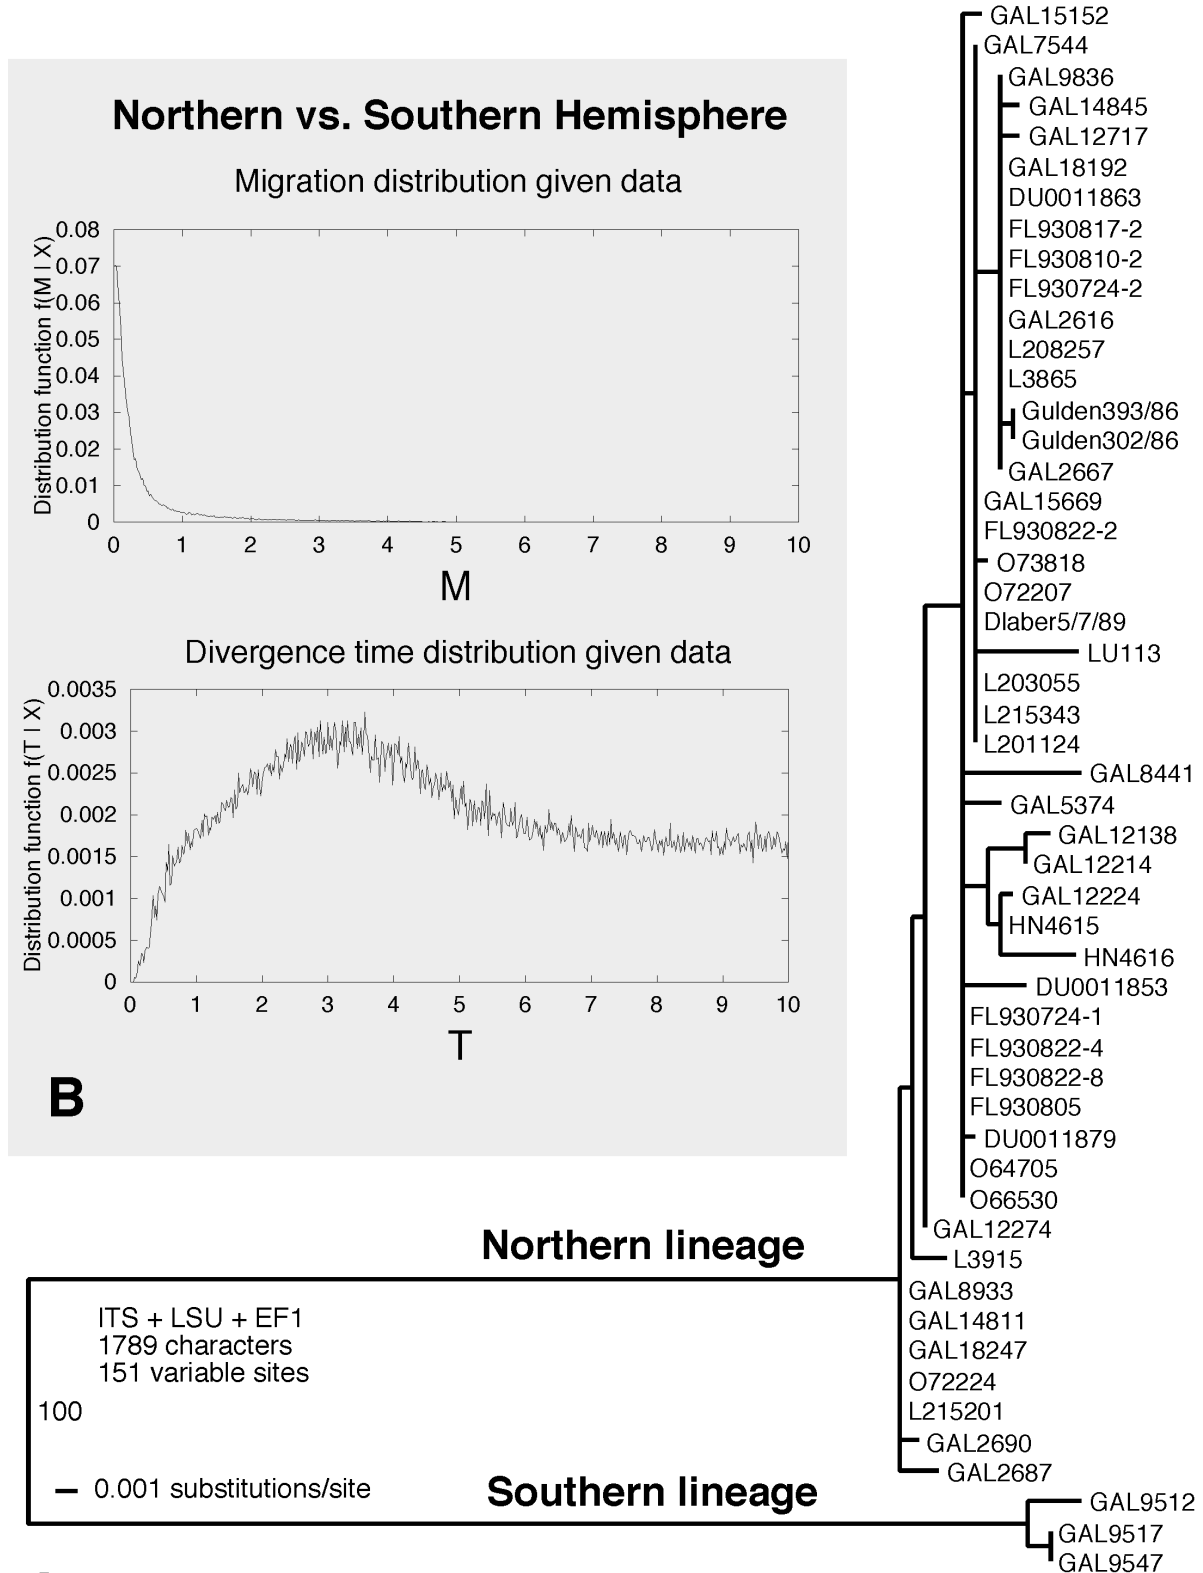 Northern vs. Southern Hemisphere
Migration distribution given data
Distribution function f(M | X)
0.08
0.07
0.06
0.05
0.04
0.03
0.02
0.01
0
0 1 2 3 4 5 6 7 8 9 10
M
Divergence time distribution given data
Distribution function f(T | X)
0.0035
0.003
0.0025
0.002
0.0015
0.001
0.0005
0
0 1 2 3 4 5 6 7 8 9 10
T
B
GAL15152
GAL7544
GAL9836
GAL14845
GAL12717
GAL18192
DU0011863
FL930817-2
FL930810-2
FL930724-2
GAL2616
L208257
L3865
Gulden393/86
Gulden302/86
GAL2667
GAL15669
FL930822-2
O73818
O72207
Dlaber5/7/89
LU113
L203055
L215343
L201124
GAL8441
GAL5374
GAL12138
GAL12214
GAL12224
HN4615
HN4616
DU0011853
FL930724-1
FL930822-4
FL930822-8
FL930805
DU0011879
O64705
O66530
GAL12274
L3915
GAL8933
GAL14811
GAL18247
O72224
L215201
GAL2690
GAL2687
GAL9512
GAL9517
GAL9547
Northern lineage
ITS + LSU + EF1
1789 characters
151 variable sites
100
0.001 substitutions/site
Southern lineage